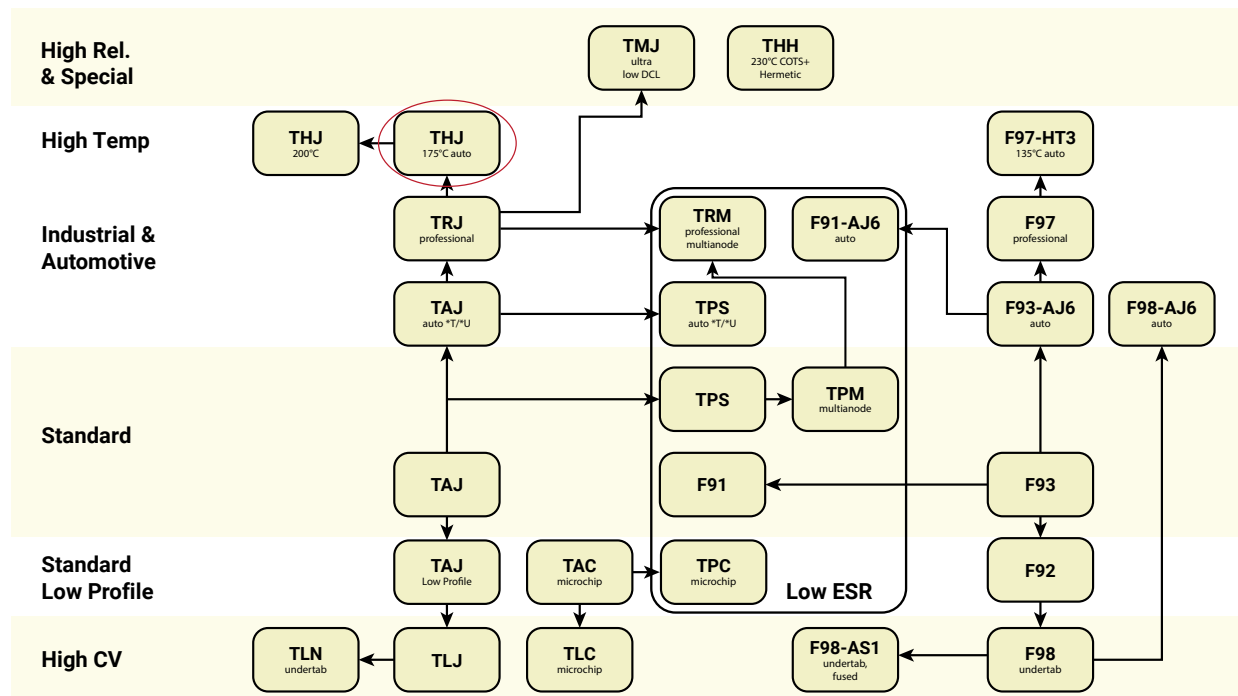 High Rel.
& Special
TMJ
ultra
low DCL
THH
230°C COTS+
Hermetic
High Temp
THJ
200°C
THJ
175°C auto
F97-HT3
135°C auto
Industrial &
Automotive
TRJ
professional
TRM
professional
multianode
F91-AJ6
auto
F97
professional
TAJ
auto *T/*U
TPS
auto *T/*U
F93-AJ6
auto
F98-AJ6
auto
Standard
TPS
TPM
multianode
TAJ
F91
F93
Standard
Low Profile
TAJ
Low Profile
TAC
microchip
TPC
microchip
Low ESR
F92
High CV
TLN
undertab
TLJ
TLC
microchip
F98-AS1
undertab,
fused
F98
undertab